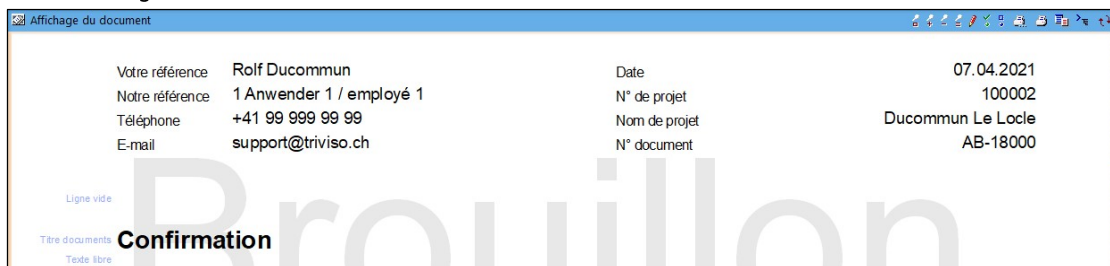 Affichage du document
Votre référence Rolf Ducommun Date 07.04.2021
Notre référence 1 Anwender 1 / employé 1 N° de projet 100002
Téléphone +41 99 999 99 99 Nom de projet Ducommun Le Locle
E-mail support@triviso.ch N° document AB-18000
Brouillon
Ligne vide
Titre documents Confirmation
Texte libre